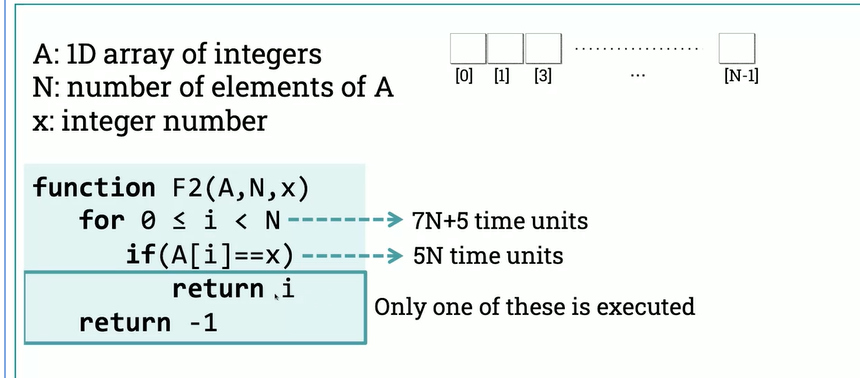 A: 1D array of integers
N: number of elements of A
x: integer number
[0] [1] [3] ... [N-1]
function F2(A,N,x)
for 0 ≤ i < N
7N+5 time units
if(A[i]==x)
5N time units
return i
return -1
Only one of these is executed